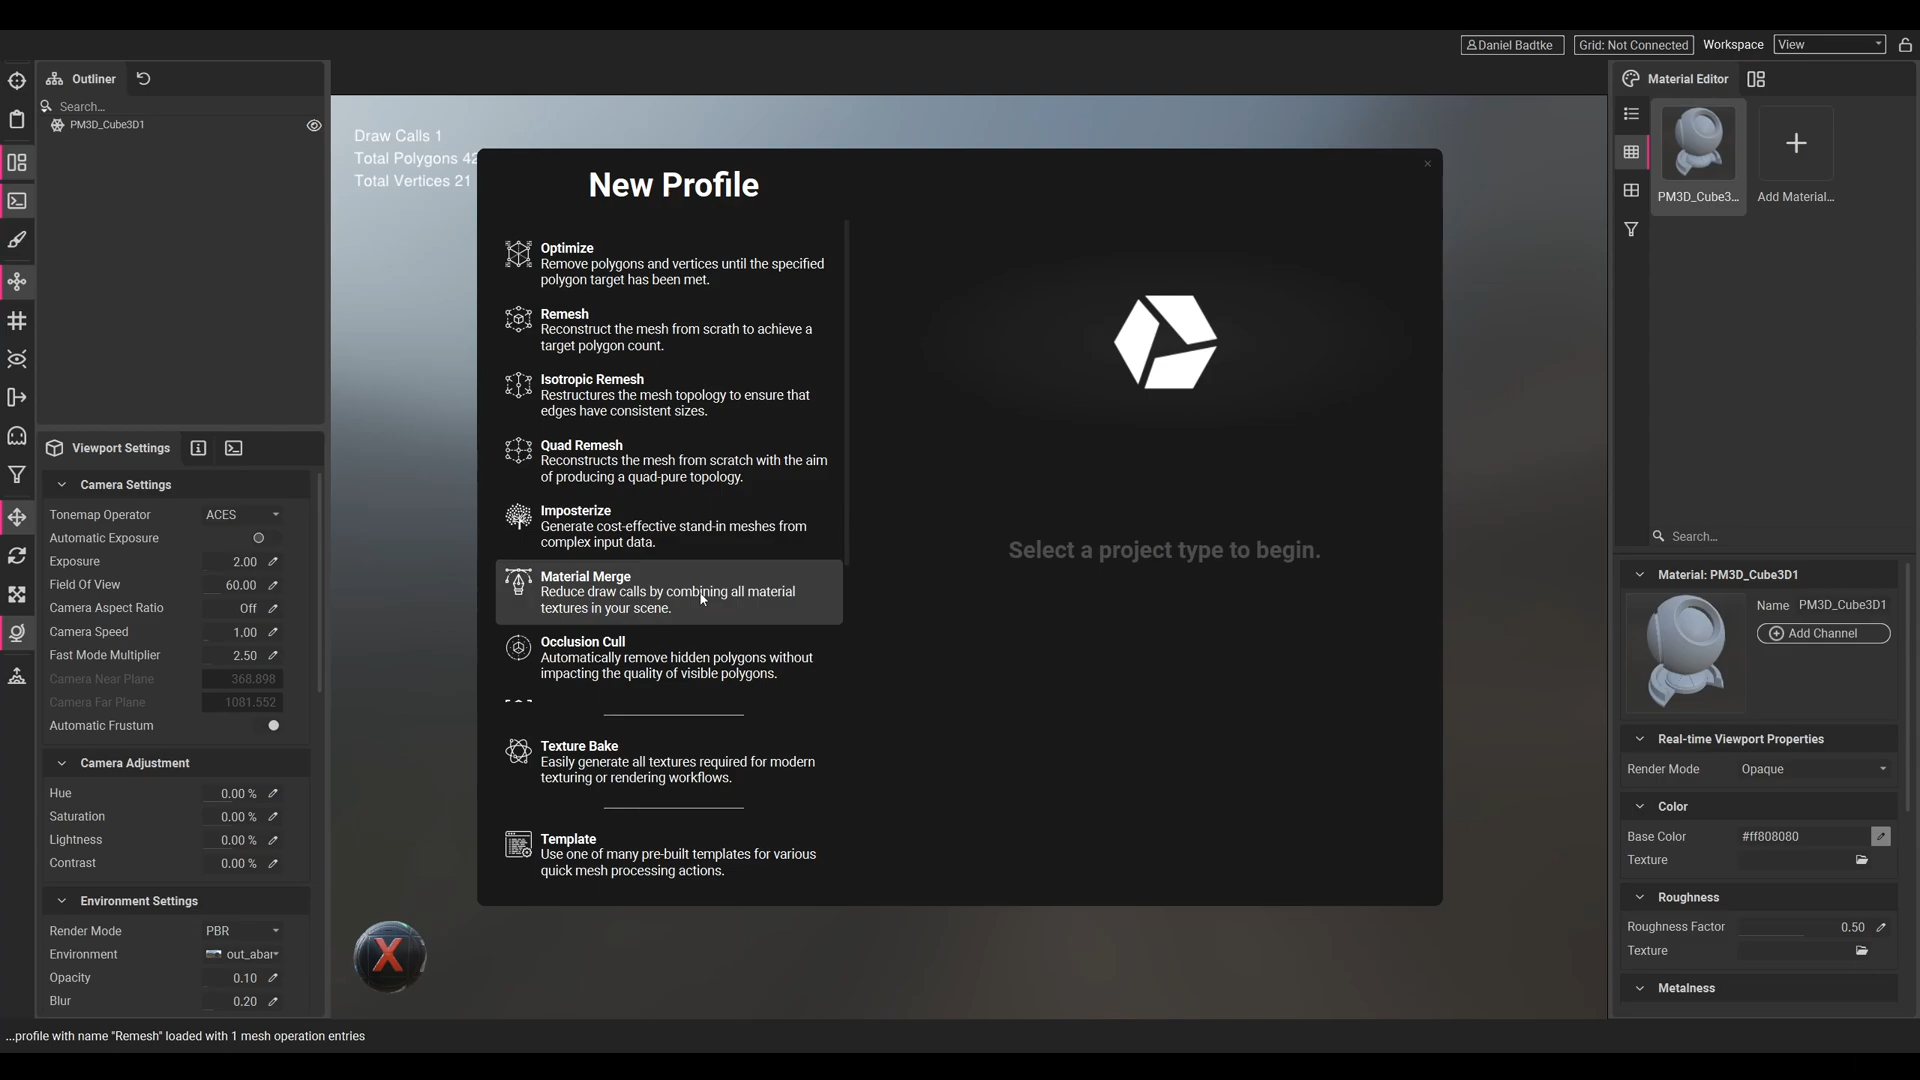 Daniel Badtke
Grid: Not Connected
Workspace
View
Outliner
Search...
PM3D_Cube3D1
Draw Calls 1
Total Polygons 42
Total Vertices 21
New Profile
Optimize
Remove polygons and vertices until the specified
polygon target has been met.
Remesh
Reconstruct the mesh from scrath to achieve a
target polygon count.
Isotropic Remesh
Restructures the mesh topology to ensure that
edges have consistent sizes.
Quad Remesh
Reconstructs the mesh from scratch with the aim
of producing a quad-pure topology.
Imposterize
Generate cost-effective stand-in meshes from
complex input data.
Material Merge
Reduce draw calls by combining all material
textures in your scene.
Occlusion Cull
Automatically remove hidden polygons without
impacting the quality of visible polygons.
Texture Bake
Easily generate all textures required for modern
texturing or rendering workflows.
Template
Use one of many pre-built templates for various
quick mesh processing actions.
Select a project type to begin.
Viewport Settings
Camera Settings
Tonemap Operator ACES
Automatic Exposure
Exposure 2.00
Field Of View 60.00
Camera Aspect Ratio Off
Camera Speed 1.00
Fast Mode Multiplier 2.50
Camera Near Plane 368.898
Camera Far Plane 1081.552
Automatic Frustum
Camera Adjustment
Hue 0.00 %
Saturation 0.00 %
Lightness 0.00 %
Contrast 0.00 %
Environment Settings
Render Mode PBR
Environment out_abar
Opacity 0.10
Blur 0.20
X
Material Editor
PM3D_Cube3...
Add Material...
Search...
Material: PM3D_Cube3D1
Name PM3D_Cube3D1
Add Channel
Real-time Viewport Properties
Render Mode Opaque
Color
Base Color #ff808080
Texture
Roughness
Roughness Factor 0.50
Texture
Metalness
...profile with name "Remesh" loaded with 1 mesh operation entries